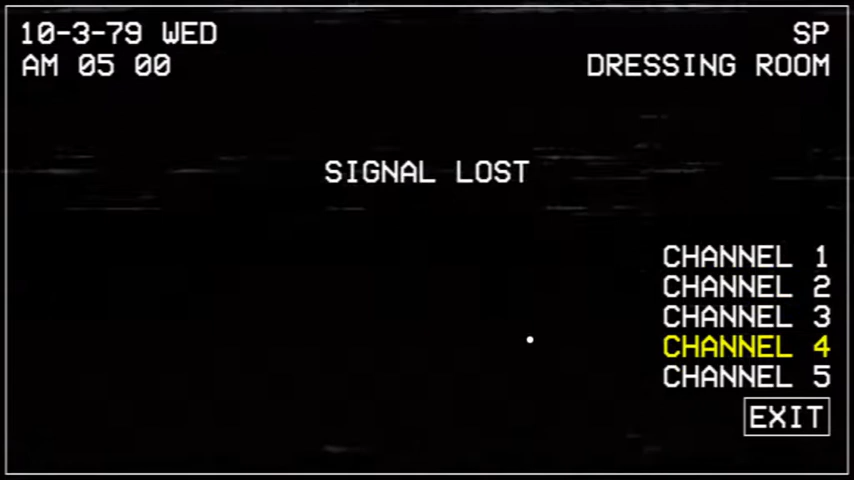 10-3-79 WED
SP
AM 05 00
DRESSING ROOM
SIGNAL LOST
CHANNEL 1
CHANNEL 2
CHANNEL 3
CHANNEL 4
CHANNEL 5
EXIT